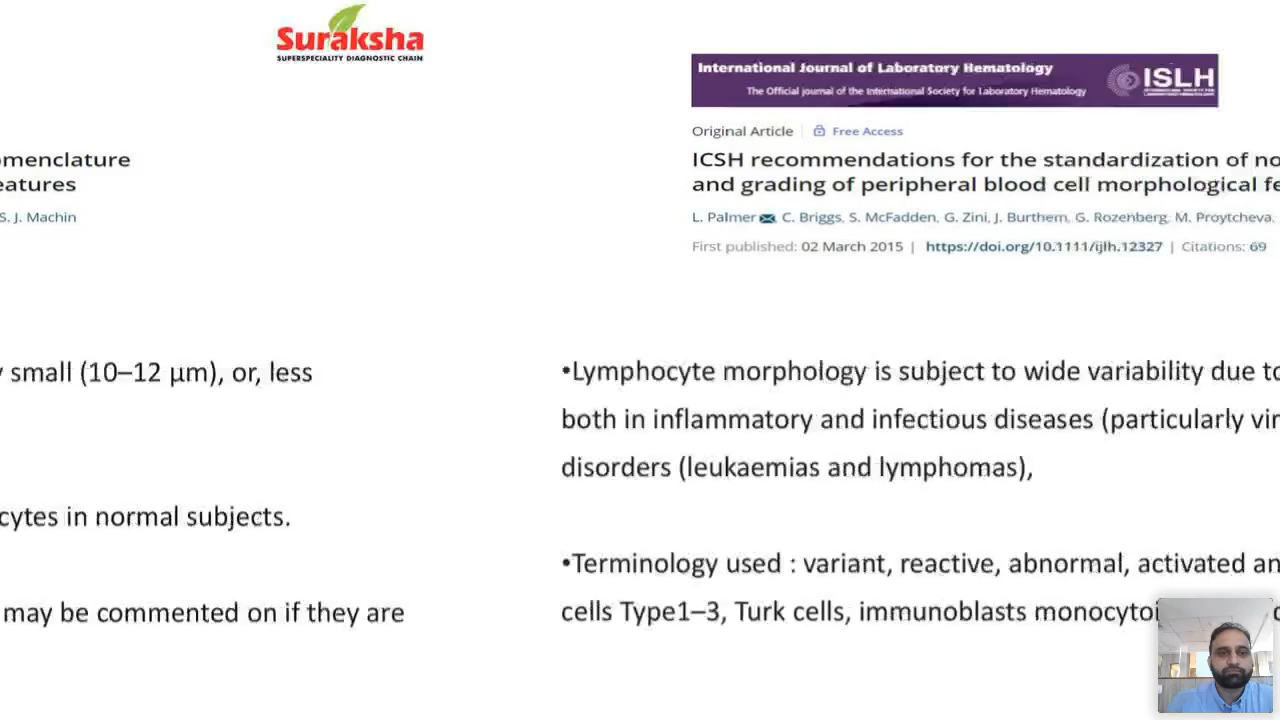 Suraksha
SUPERSPECIALITY DIAGNOSTIC CHAIN
omenclature
eatures
S. J. Machin
y small (10–12 µm), or, less
cytes in normal subjects.
may be commented on if they are
International Journal of Laboratory Hematology
The Official journal of the International Society for Laboratory Hematology
ISLH
Original Article | Free Access
ICSH recommendations for the standardization of no
and grading of peripheral blood cell morphological fe
L. Palmer, C. Briggs, S. McFadden, G. Zini, J. Burthem, G. Rozenberg, M. Proytcheva,
First published: 02 March 2015 | https://doi.org/10.1111/ijlh.12327 | Citations: 69
•Lymphocyte morphology is subject to wide variability due to
both in inflammatory and infectious diseases (particularly vir
disorders (leukaemias and lymphomas),
•Terminology used : variant, reactive, abnormal, activated an
cells Type1–3, Turk cells, immunoblasts monocytoi